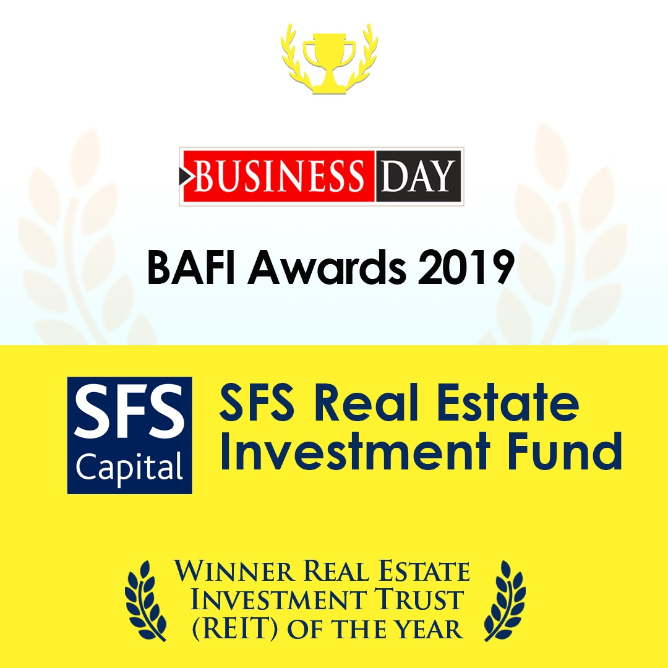 BUSINESS DAY
BAFI Awards 2019
SFS
Capital
SFS Real Estate
Investment Fund
WINNER REAL ESTATE
INVESTMENT TRUST
(REIT) OF THE YEAR